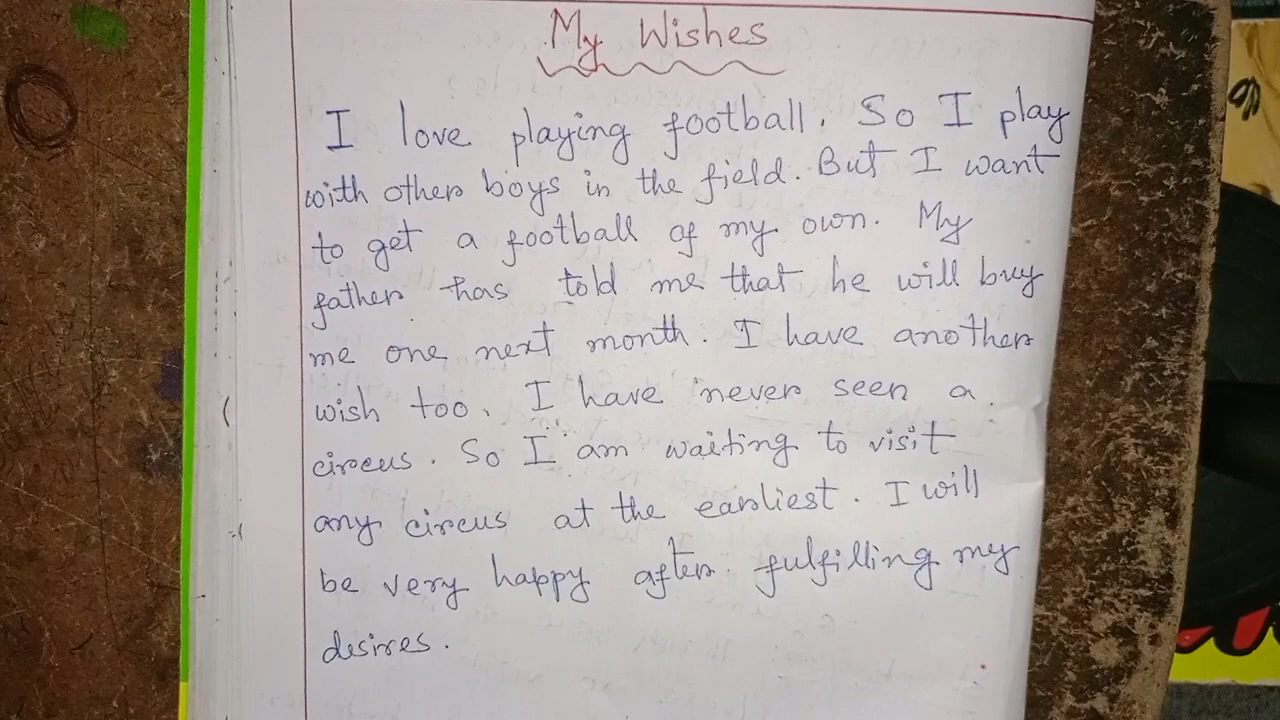 My Wishes
I love playing football. So I play
with other boys in the field. But I want
to get a football of my own. My
father has told me that he will buy
me one next month. I have another
wish too. I have never seen a
circus. So I am waiting to visit
any circus at the earliest. I will
be very happy after fulfilling my
desires.